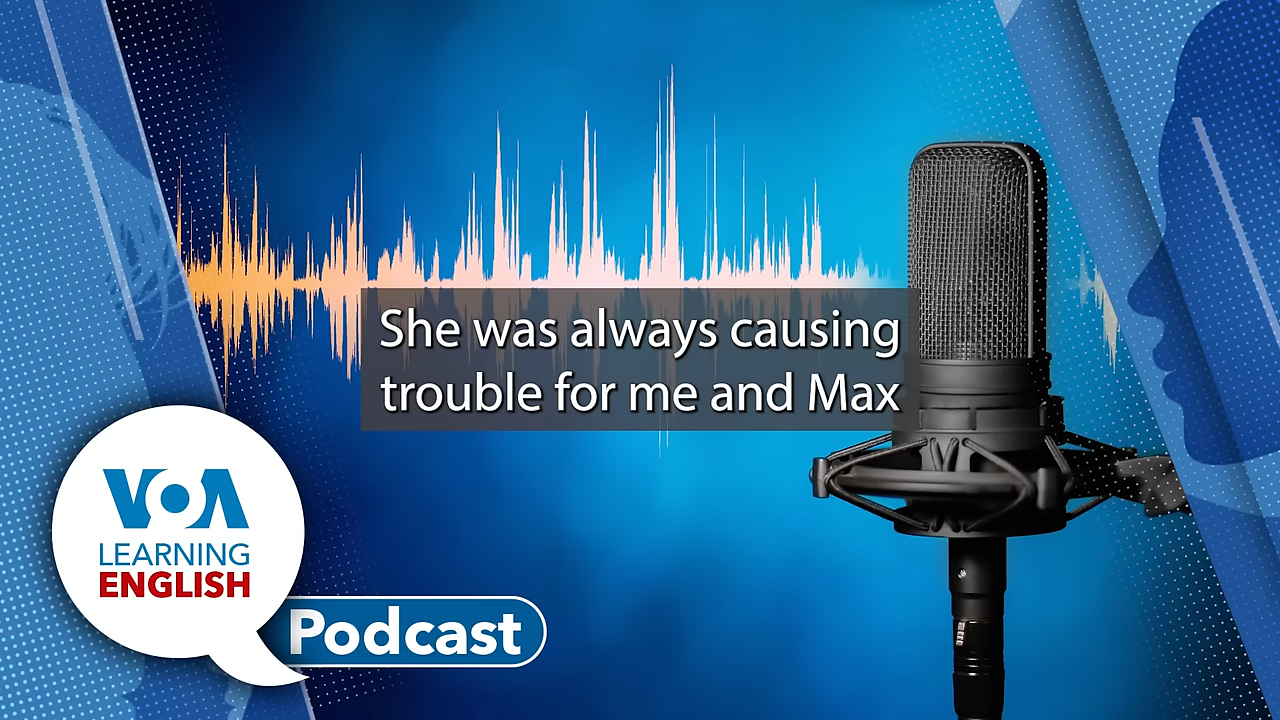 She was always causing
trouble for me and Max
VOA
LEARNING
ENGLISH
Podcast